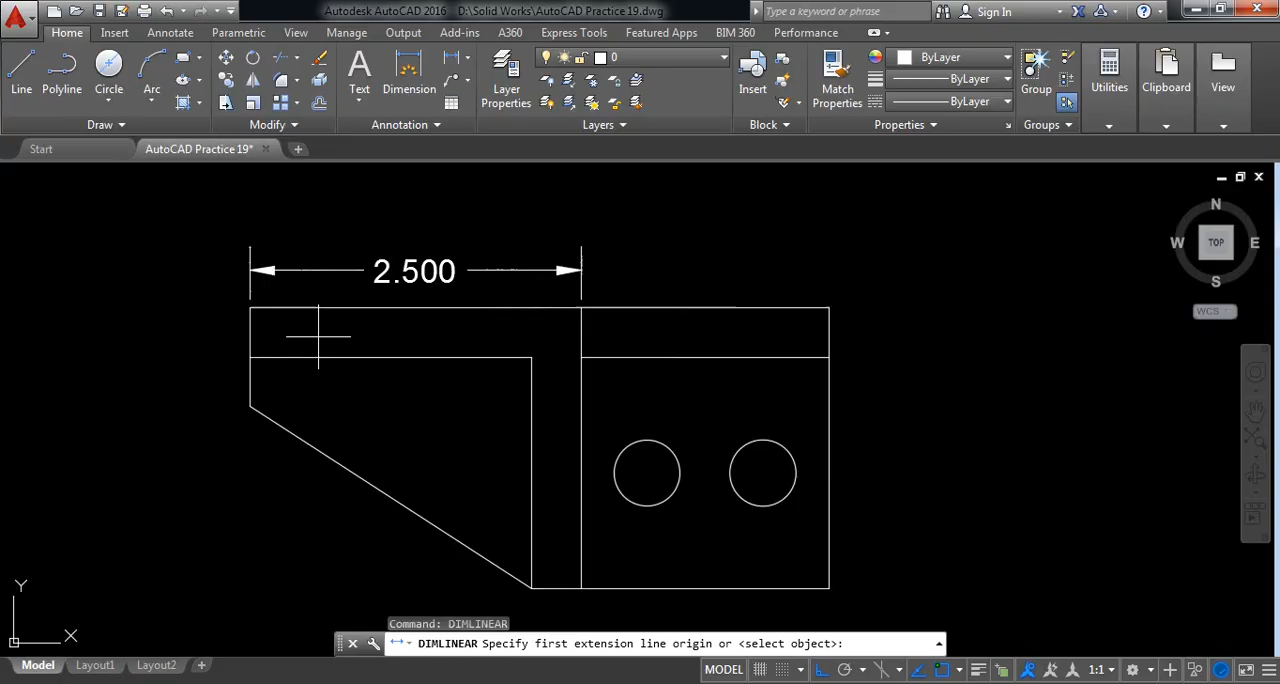 Autodesk AutoCAD 2016 D:\Solid Works\AutoCAD Practice 19.dwg
Type a keyword or phrase
Sign In
Home Insert Annotate Parametric View Manage Output Add-ins A360 Express Tools Featured Apps BIM 360 Performance
Line Polyline Circle Arc
Text Dimension
Layer Properties
0
Insert
Match Properties
ByLayer
ByLayer
ByLayer
Group
Utilities
Clipboard
View
Draw Modify Annotation Layers Block Properties Groups
Start AutoCAD Practice 19*
N
W TOP E
S
WCS
2.500
Y
X
Command: DIMLINEAR
DIMLINEAR Specify first extension line origin or <select object>:
Model Layout1 Layout2
MODEL 1:1